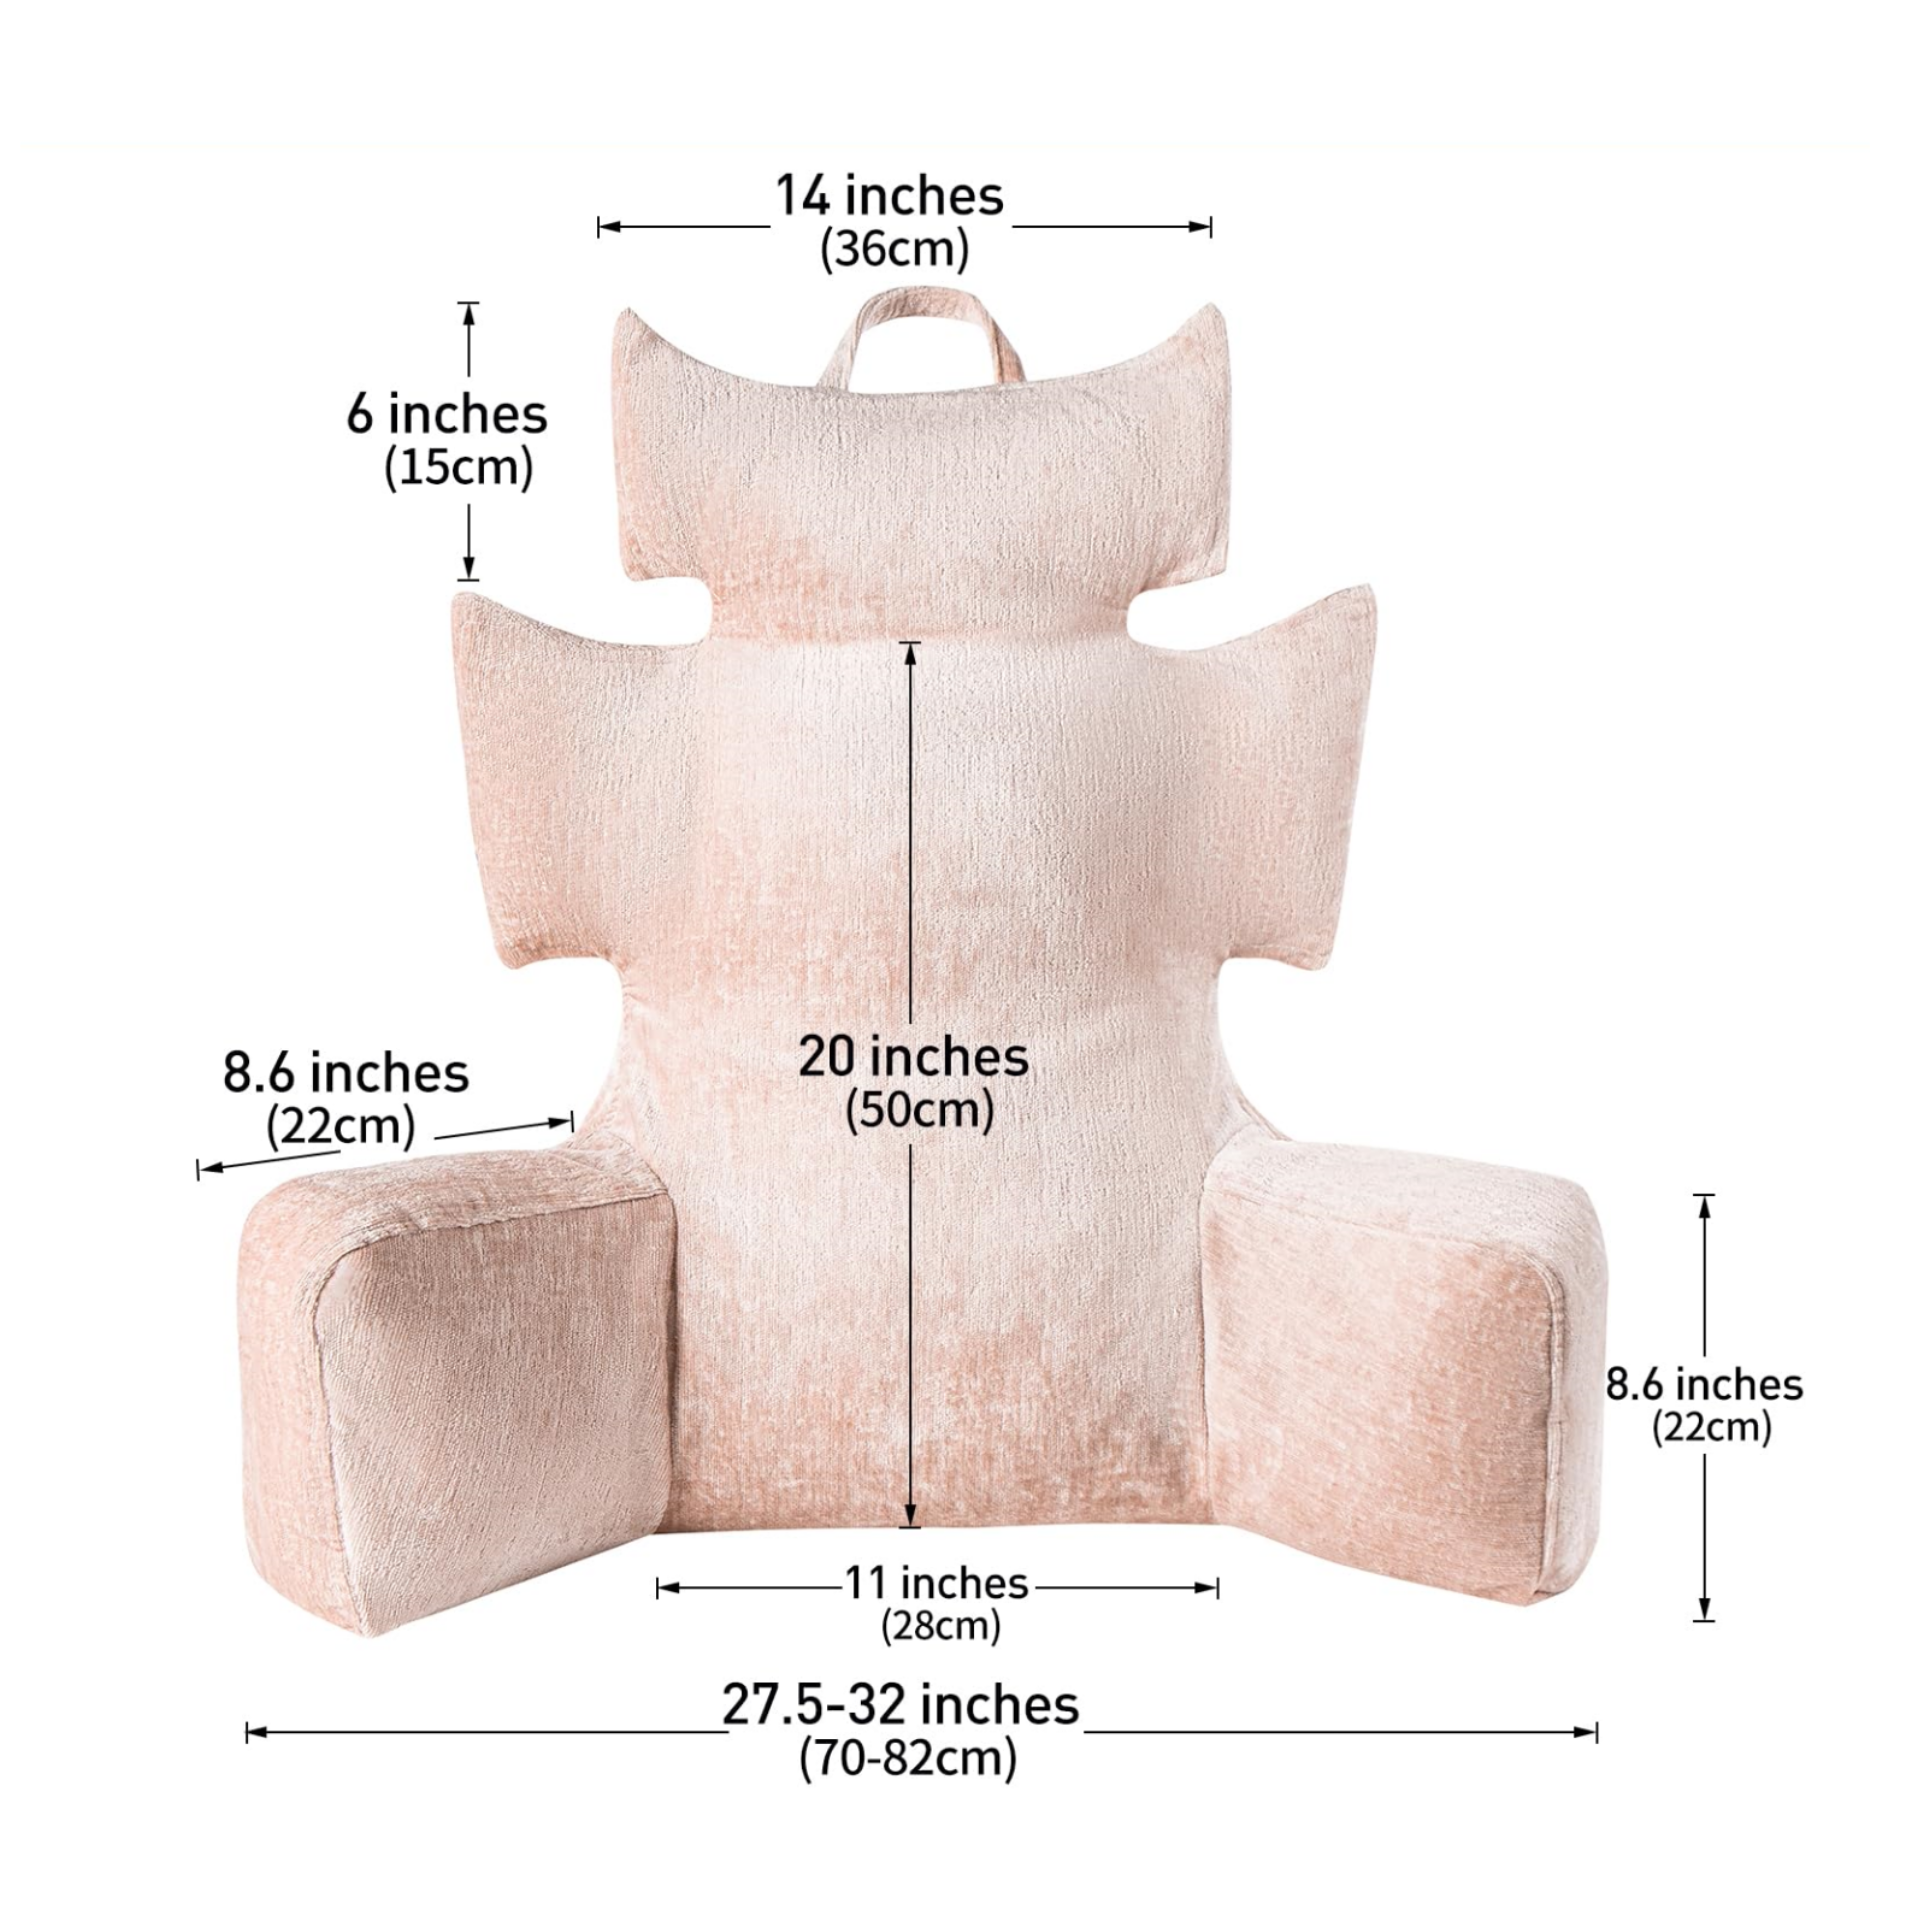 14 inches
(36cm)
6 inches
(15cm)
20 inches
(50cm)
8.6 inches
(22cm)
8.6 inches
(22cm)
11 inches
(28cm)
27.5-32 inches
(70-82cm)